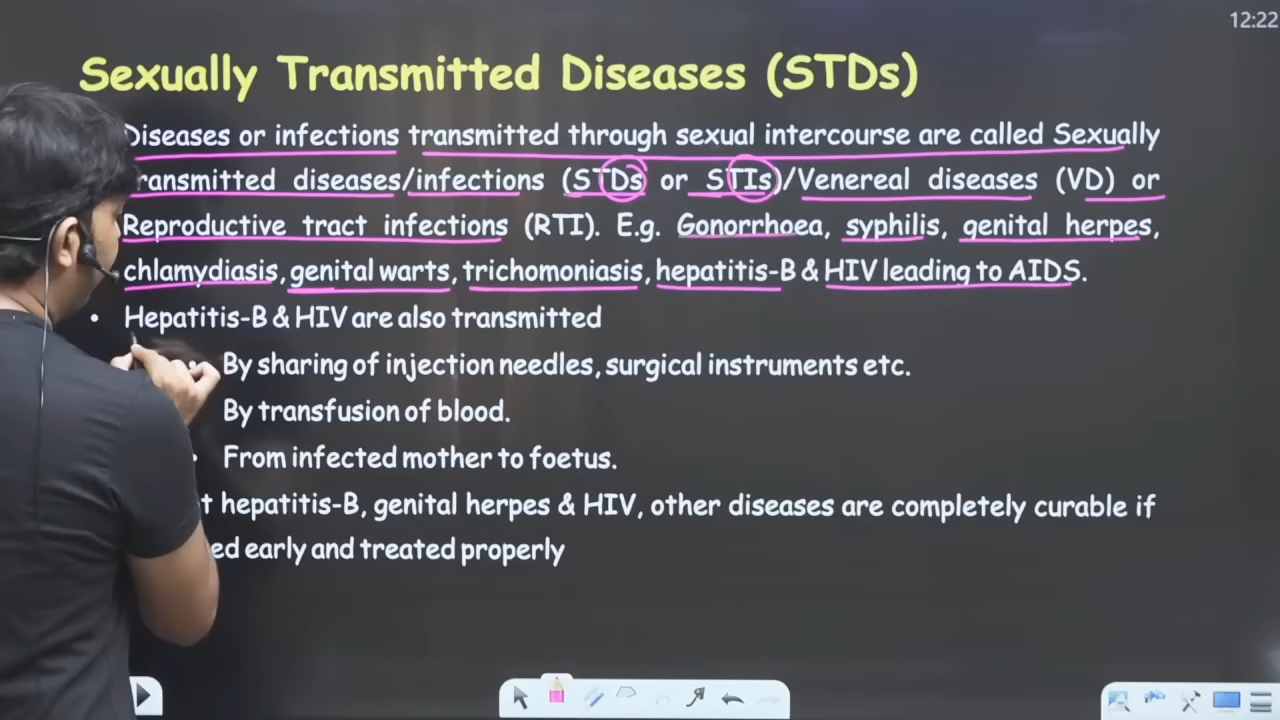 12:22
Sexually Transmitted Diseases (STDs)
Diseases or infections transmitted through sexual intercourse are called Sexually
transmitted diseases/infections (STDs or STIs)/Venereal diseases (VD) or
Reproductive tract infections (RTI). E.g. Gonorrhoea, syphilis, genital herpes,
chlamydiasis, genital warts, trichomoniasis, hepatitis-B & HIV leading to AIDS.
• Hepatitis-B & HIV are also transmitted
By sharing of injection needles, surgical instruments etc.
By transfusion of blood.
From infected mother to foetus.
hepatitis-B, genital herpes & HIV, other diseases are completely curable if
early and treated properly